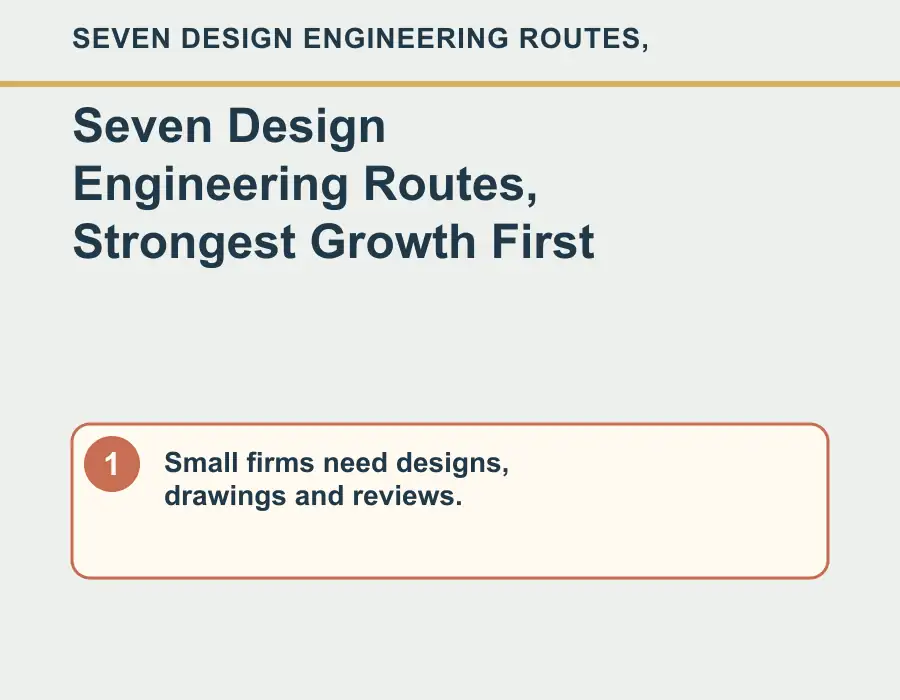 SEVEN DESIGN ENGINEERING ROUTES,
Seven Design
Engineering Routes,
Strongest Growth First
1
Small firms need designs,
drawings and reviews.